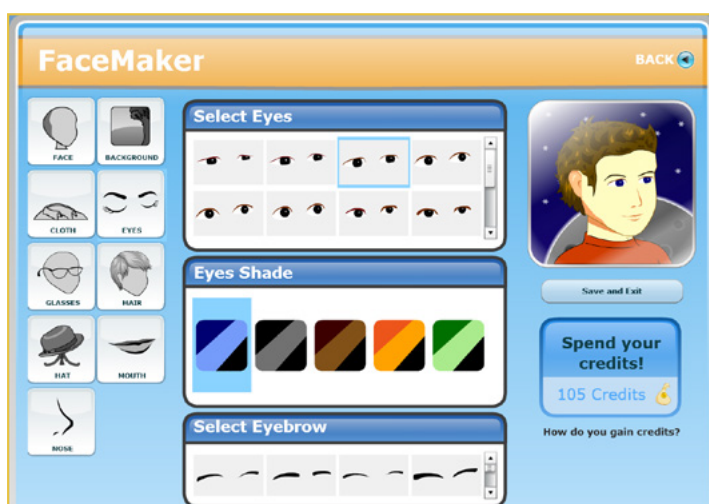 FaceMaker
BACK
FACE
BACKGROUND
CLOTH
EYES
GLASSES
HAIR
HAT
MOUTH
NOSE
Select Eyes
Eyes Shade
Select Eyebrow
Save and Exit
Spend your
credits!
105 Credits
How do you gain credits?